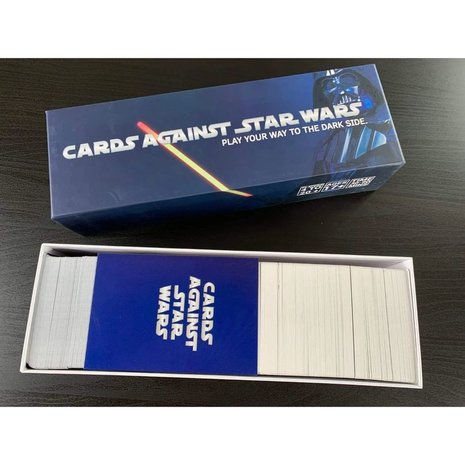 CARDS AGAINST STAR WARS
PLAY YOUR WAY TO THE DARK SIDE.
CARDS
AGAINST
STAR
WARS